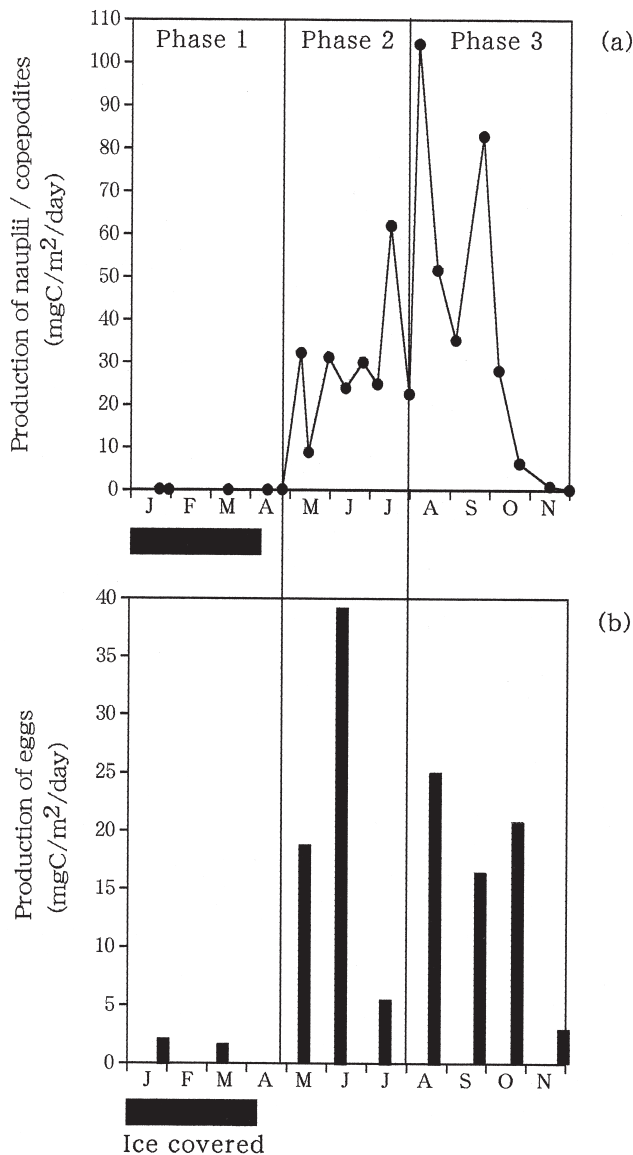 Phase 1 Phase 2 Phase 3 (a)
Production of nauplii / copepodites
(mgC/m²/day)
110
100
90
80
70
60
50
40
30
20
10
0
J F M A M J J A S O N
(b)
Production of eggs
(mgC/m²/day)
40
35
30
25
20
15
10
5
0
J F M A M J J A S O N
Ice covered